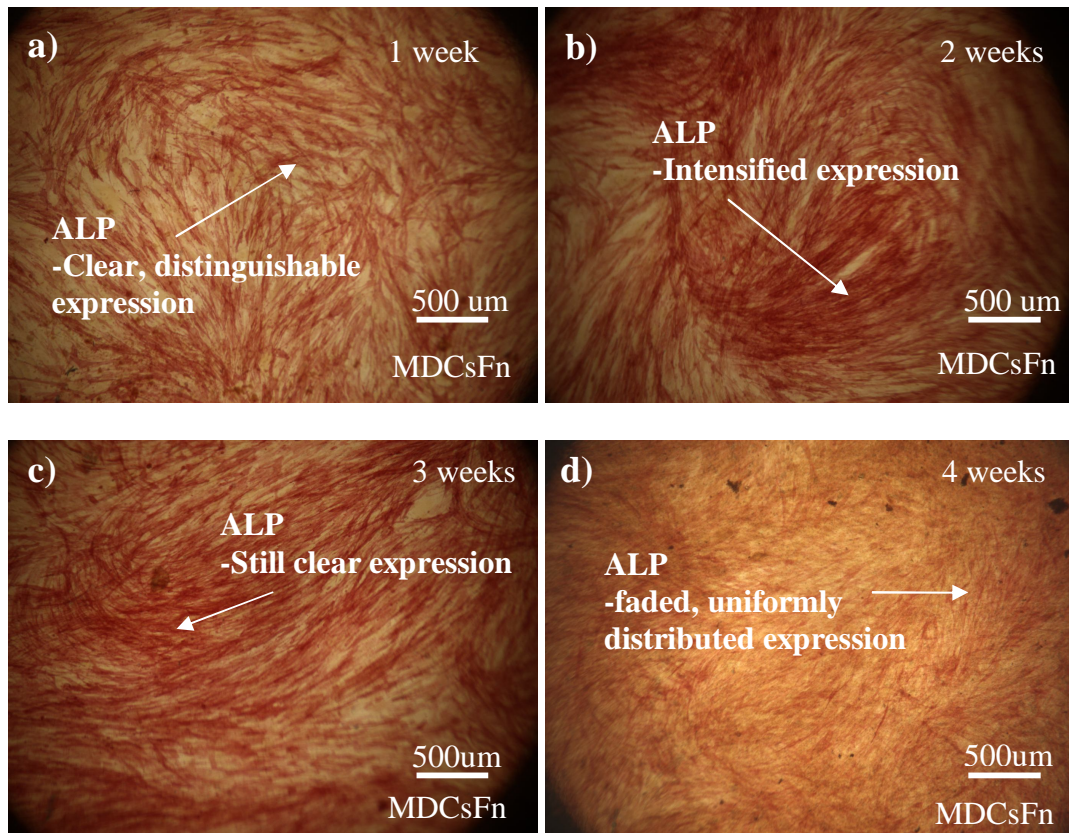 a)
1 week
ALP
-Clear, distinguishable
expression
500 um
MDCsFn
b)
2 weeks
ALP
-Intensified expression
500 um
MDCsFn
c)
3 weeks
ALP
-Still clear expression
500um
MDCsFn
d)
4 weeks
ALP
-faded, uniformly
distributed expression
500um
MDCsFn